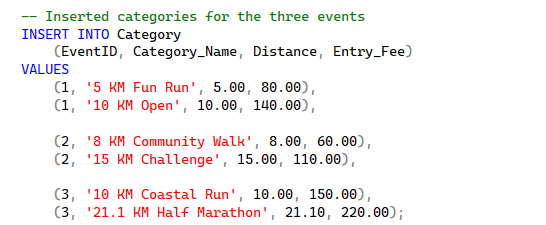 -- Inserted categories for the three events
INSERT INTO Category
    (EventID, Category_Name, Distance, Entry_Fee)
VALUES
    (1, '5 KM Fun Run', 5.00, 80.00),
    (1, '10 KM Open', 10.00, 140.00),

    (2, '8 KM Community Walk', 8.00, 60.00),
    (2, '15 KM Challenge', 15.00, 110.00),

    (3, '10 KM Coastal Run', 10.00, 150.00),
    (3, '21.1 KM Half Marathon', 21.10, 220.00);